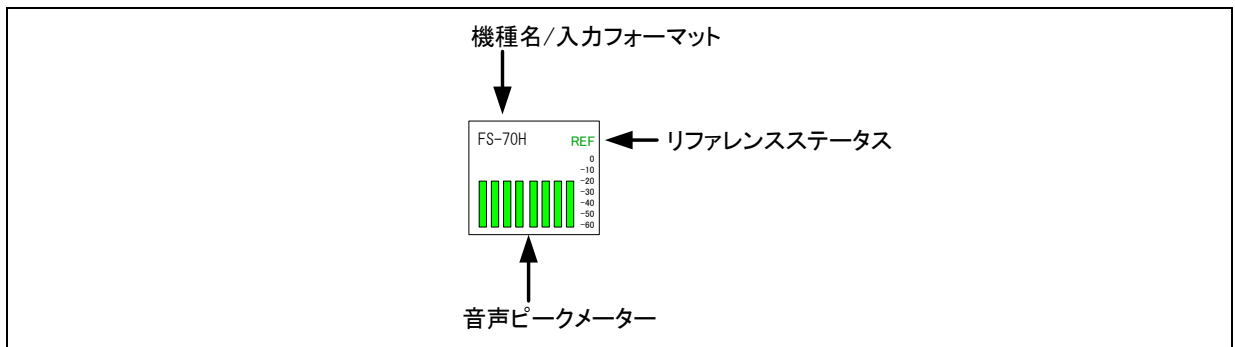 機種名/入力フォーマット
FS-70H REF
リファレンスステータス
0
-10
-20
-30
-40
-50
-60
音声ピークメーター